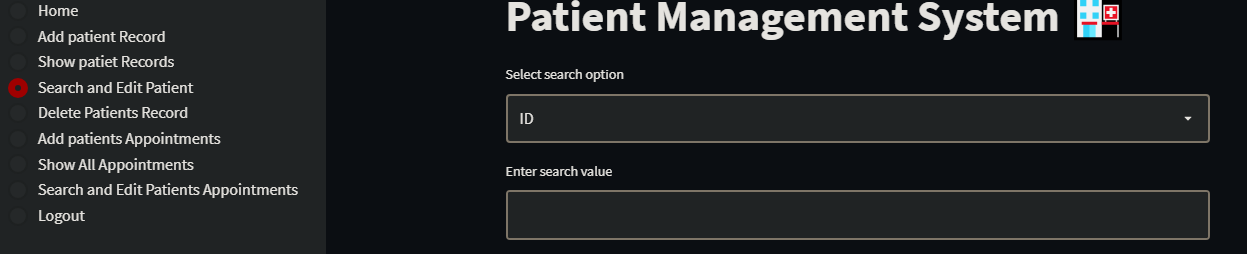 Home
Add patient Record
Show patiet Records
Search and Edit Patient
Delete Patients Record
Add patients Appointments
Show All Appointments
Search and Edit Patients Appointments
Logout
Patient Management System
Select search option
ID
Enter search value